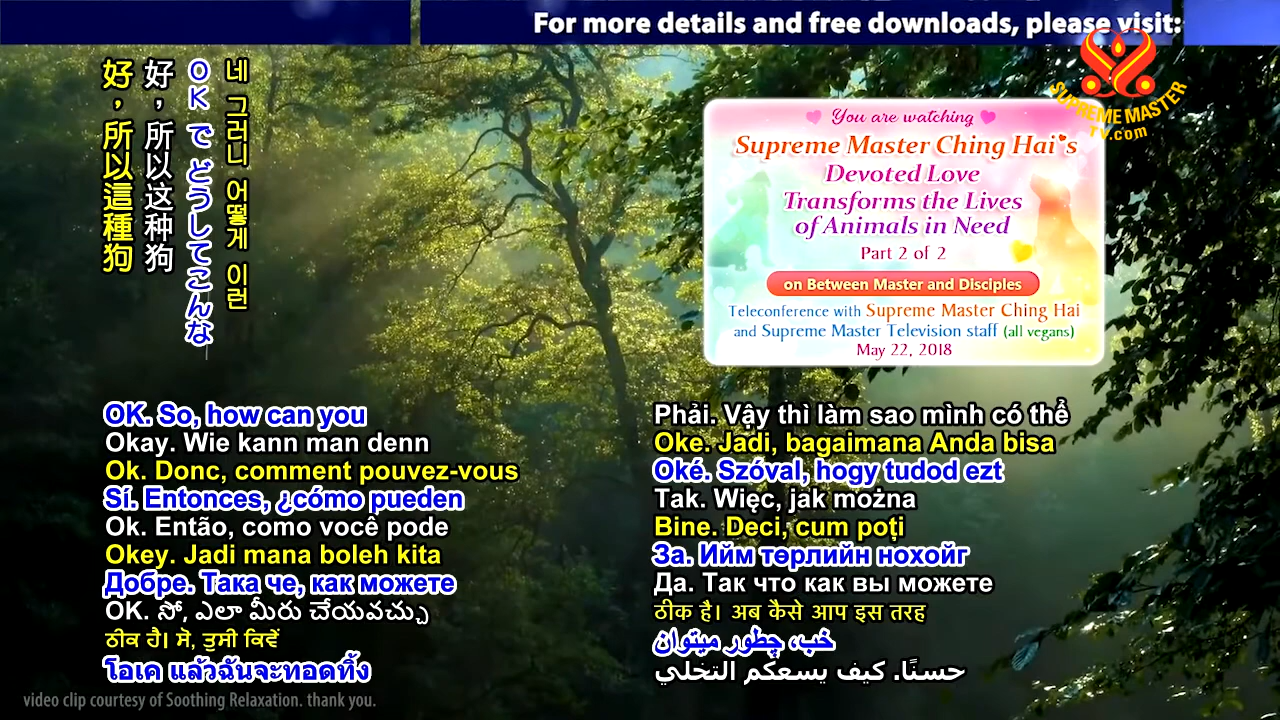 For more details and free downloads, please visit:
SUPREME MASTER
TV.com
You are watching
Supreme Master Ching Hai's
Devoted Love
Transforms the Lives
of Animals in Need
Part 2 of 2
on Between Master and Disciples
Teleconference with Supreme Master Ching Hai
and Supreme Master Television staff (all vegans)
May 22, 2018
네 그러니 어떻게 이런
OK で どうしてこんな
好，所以这种狗
好，所以這種狗
OK. So, how can you
Okay. Wie kann man denn
Ok. Donc, comment pouvez-vous
Sí. Entonces, ¿cómo pueden
Ok. Então, como você pode
Okey. Jadi mana boleh kita
Добре. Така че, как можете
OK. సో, ఎలా మీరు చేయవచ్చు
ਠੀਕ ਹੈ। ਸੋ, ਤੁਸੀ ਕਿਵੇਂ
โอเค แล้วฉันจะทอดทิ้ง
Phải. Vậy thì làm sao mình có thể
Oke. Jadi, bagaimana Anda bisa
Oké. Szóval, hogy tudod ezt
Tak. Więc, jak można
Bine. Deci, cum poți
За. Ийм төрлийн нохойг
Да. Так что как вы можете
ठीक है। अब कैसे आप इस तरह
خب، چطور میتوان
حسنًا. كيف يسعكم التخلي
video clip courtesy of Soothing Relaxation. thank you.